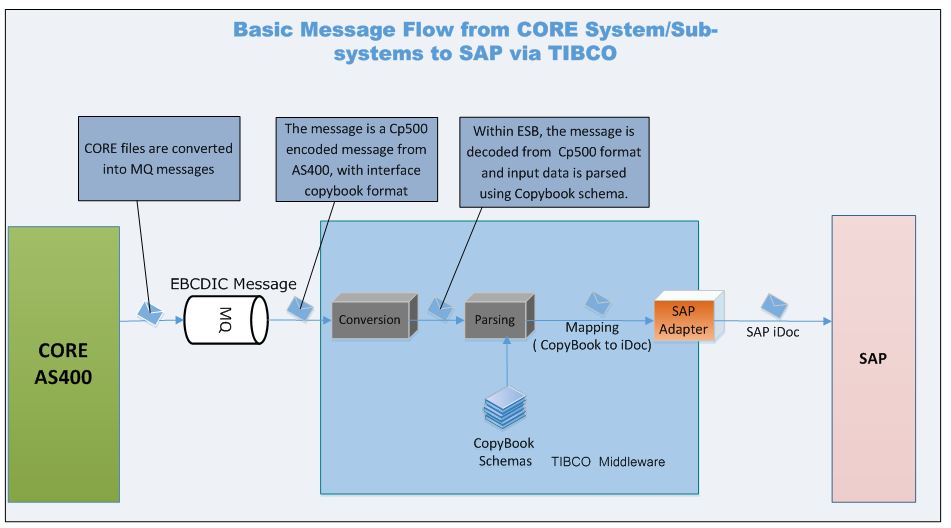 Basic Message Flow from CORE System/Sub-
systems to SAP via TIBCO
CORE files are converted
into MQ messages
The message is a Cp500
encoded message from
AS400, with interface
copybook format
Within ESB, the message is
decoded from Cp500 format
and input data is parsed
using Copybook schema.
EBCDIC Message
MQ
Conversion
Parsing
Mapping
( CopyBook to iDoc)
SAP
Adapter
SAP iDoc
CORE
AS400
SAP
CopyBook
Schemas
TIBCO Middleware